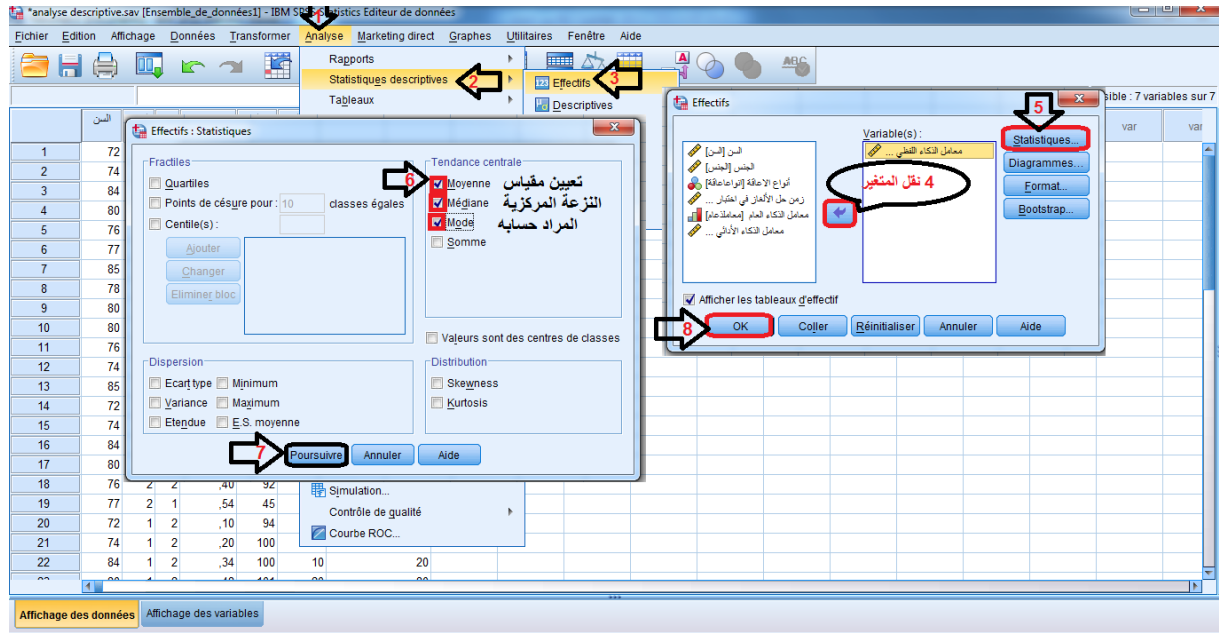 *analyse descriptive.sav [Ensemble_de_données1] - IBM SPSS Statistics Editeur de données
1
Fichier Edition Affichage Données Transformer Analyse Marketing direct Graphes Utilitaires Fenêtre Aide
Rapports
Statistiques descriptives 2
Tableaux
Effectifs 3
Descriptives
sible : 7 variables sur 7
السن
var var
1 72
2 74
3 84
4 80
5 76
6 77
7 85
8 78
9 80
10 80
11 76
12 74
13 85
14 72
15 74
16 84
17 80
18 76 2 2 ,40 92
19 77 2 1 ,54 45
20 72 1 2 ,10 94
21 74 1 2 ,20 100
22 84 1 2 ,34 100 10 20
Effectifs : Statistiques
Fractiles
Quartiles
Points de césure pour : 10 classes égales
Centile(s) :
Ajouter
Changer
Eliminer bloc
Tendance centrale
6 Moyenne تعيين مقياس
Médiane النزعة المركزية
Mode المراد حسابه
Somme
Valeurs sont des centres de classes
Dispersion
Ecart type Minimum
Variance Maximum
Etendue E.S. moyenne
Distribution
Skewness
Kurtosis
7 Poursuivre Annuler Aide
Simulation...
Contrôle de qualité
Courbe ROC...
Effectifs
5
Variable(s) :
السن [السن]
الجنس [الجنس]
أنواع الاعاقة [انواعاعاقة]
زمن حل الألغاز في اختبار ...
معامل الذكاء العام [معاملذعام]
معامل الذكاء الأدائي ...
معامل الذكاء اللفظي ...
4 نقل المتغير
Statistiques...
Diagrammes...
Format...
Bootstrap...
Afficher les tableaux d'effectif
8 OK Coller Réinitialiser Annuler Aide
Affichage des données Affichage des variables